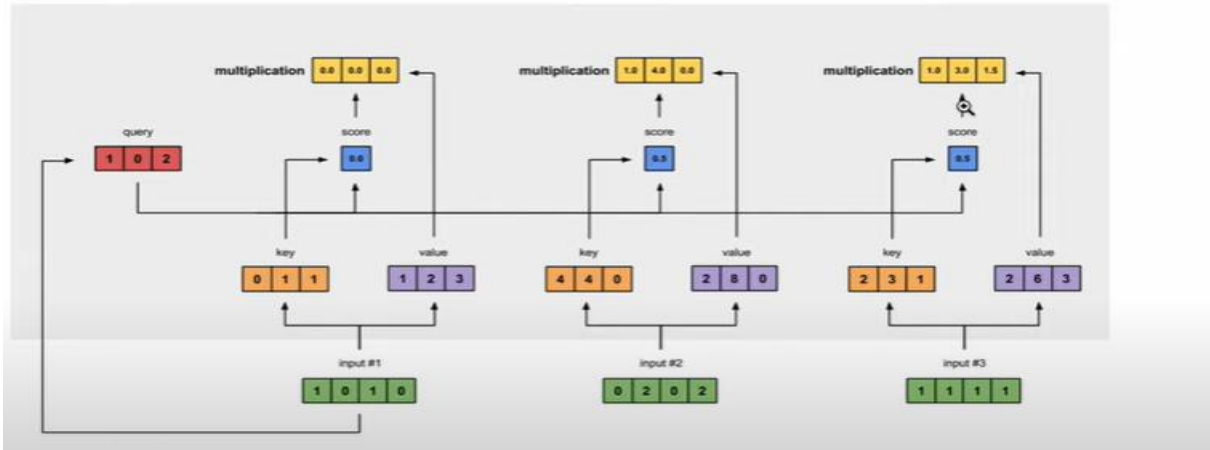 multiplication 0.0 0.0 0.0 multiplication 1.0 4.0 0.0 multiplication 1.0 3.0 1.5
query score score score
1 0 2 0.0 0.5 0.5
key value key value key value
0 1 1 1 2 3 4 4 0 2 8 0 2 3 1 2 6 3
input #1 input #2 input #3
1 0 1 0 0 2 0 2 1 1 1 1